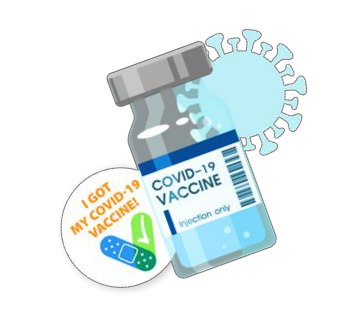 I GOT
MY COVID-19
VACCINE!
COVID-19
VACCINE
Injection only